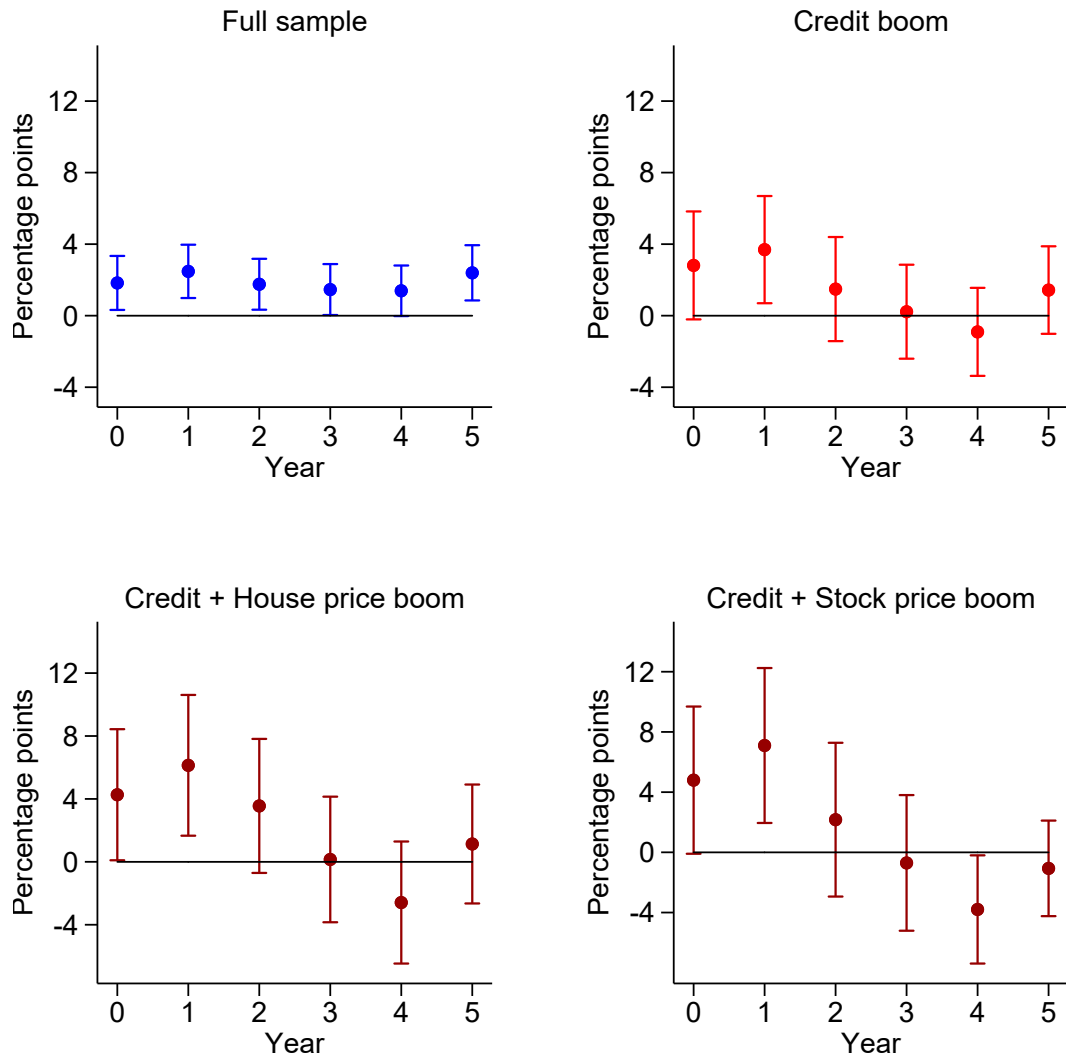 Full sample
Percentage points
12
8
4
0
-4
0 1 2 3 4 5
Year
Credit boom
Percentage points
12
8
4
0
-4
0 1 2 3 4 5
Year
Credit + House price boom
Percentage points
12
8
4
0
-4
0 1 2 3 4 5
Year
Credit + Stock price boom
Percentage points
12
8
4
0
-4
0 1 2 3 4 5
Year